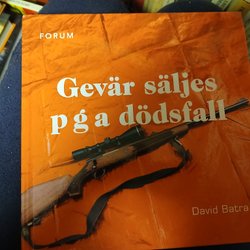 FORUM
Gevär säljes
p g a dödsfall
David Batra